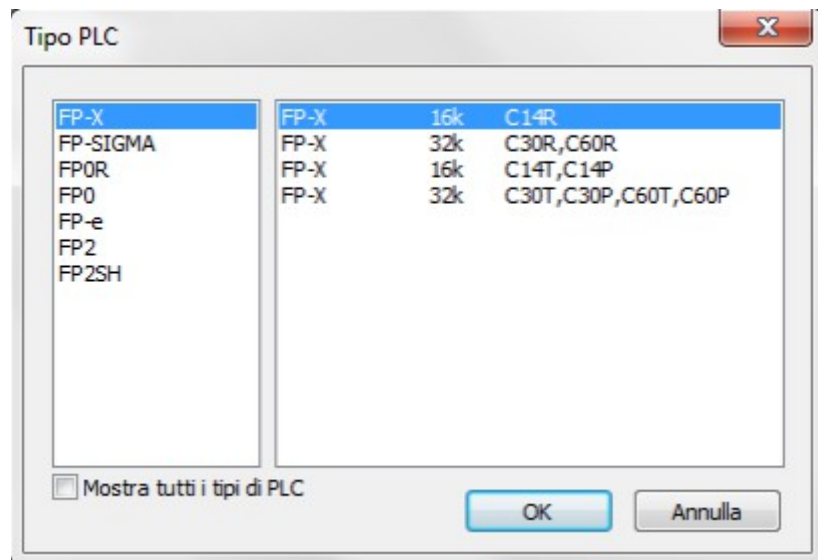 Tipo PLC
FP-X
FP-SIGMA
FP0R
FP0
FP-e
FP2
FP2SH
FP-X 16k C14R
FP-X 32k C30R,C60R
FP-X 16k C14T,C14P
FP-X 32k C30T,C30P,C60T,C60P
Mostra tutti i tipi di PLC
OK
Annulla